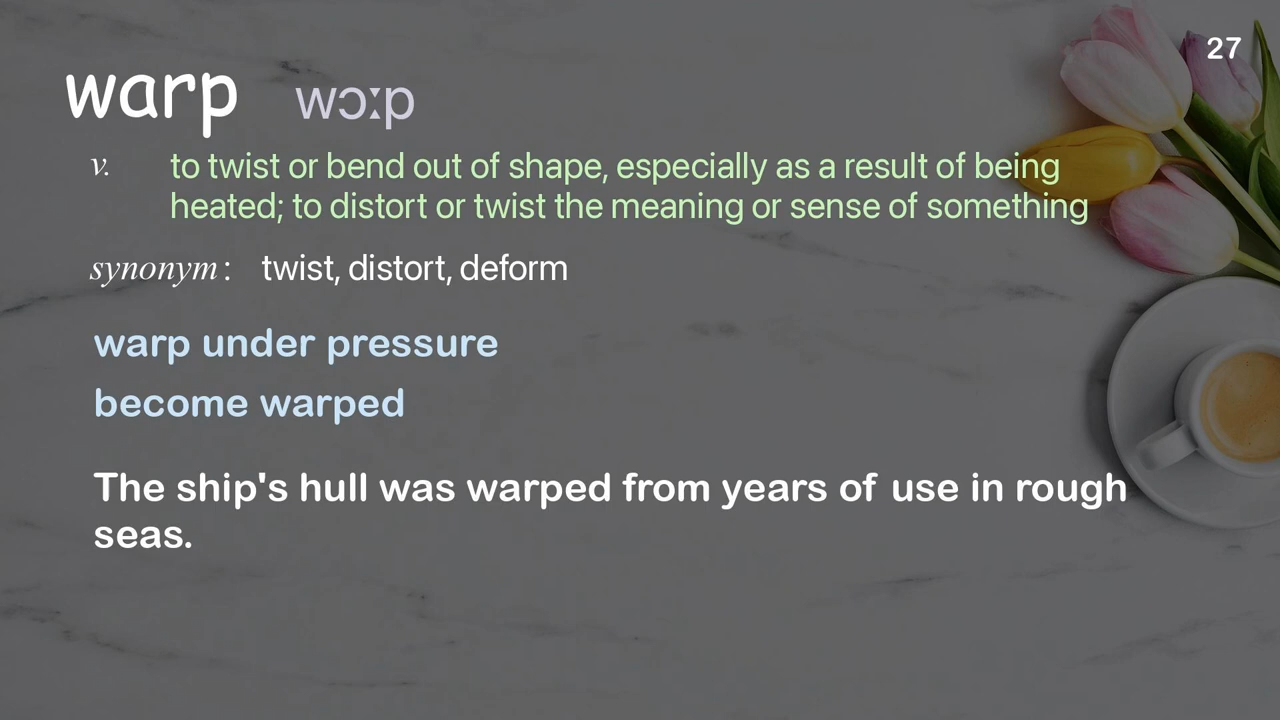 27
warp wɔːp
v. to twist or bend out of shape, especially as a result of being
heated; to distort or twist the meaning or sense of something
synonym: twist, distort, deform
warp under pressure
become warped
The ship's hull was warped from years of use in rough
seas.